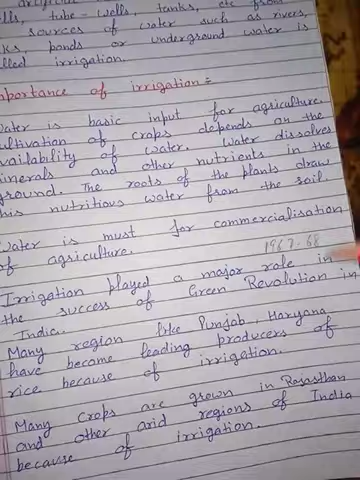 wells, tube-wells, tanks, etc from
sources of water such as rivers,
ponds or underground water is
called irrigation.
Importance of irrigation:-
Water is basic input for agriculture.
cultivation of crops depends on the
availability of water. Water dissolves
minerals and other nutrients in the
ground. The roots of the plants draw
this nutritious water from the soil.
Water is must for commercialisation
of agriculture.
1967-68
Irrigation played a major role in
the success of Green Revolution in
India.
Many region like Punjab, Haryana
have become leading producers of
rice because of irrigation.
Many crops are grown in Rajasthan
and other arid regions of India
because of irrigation.